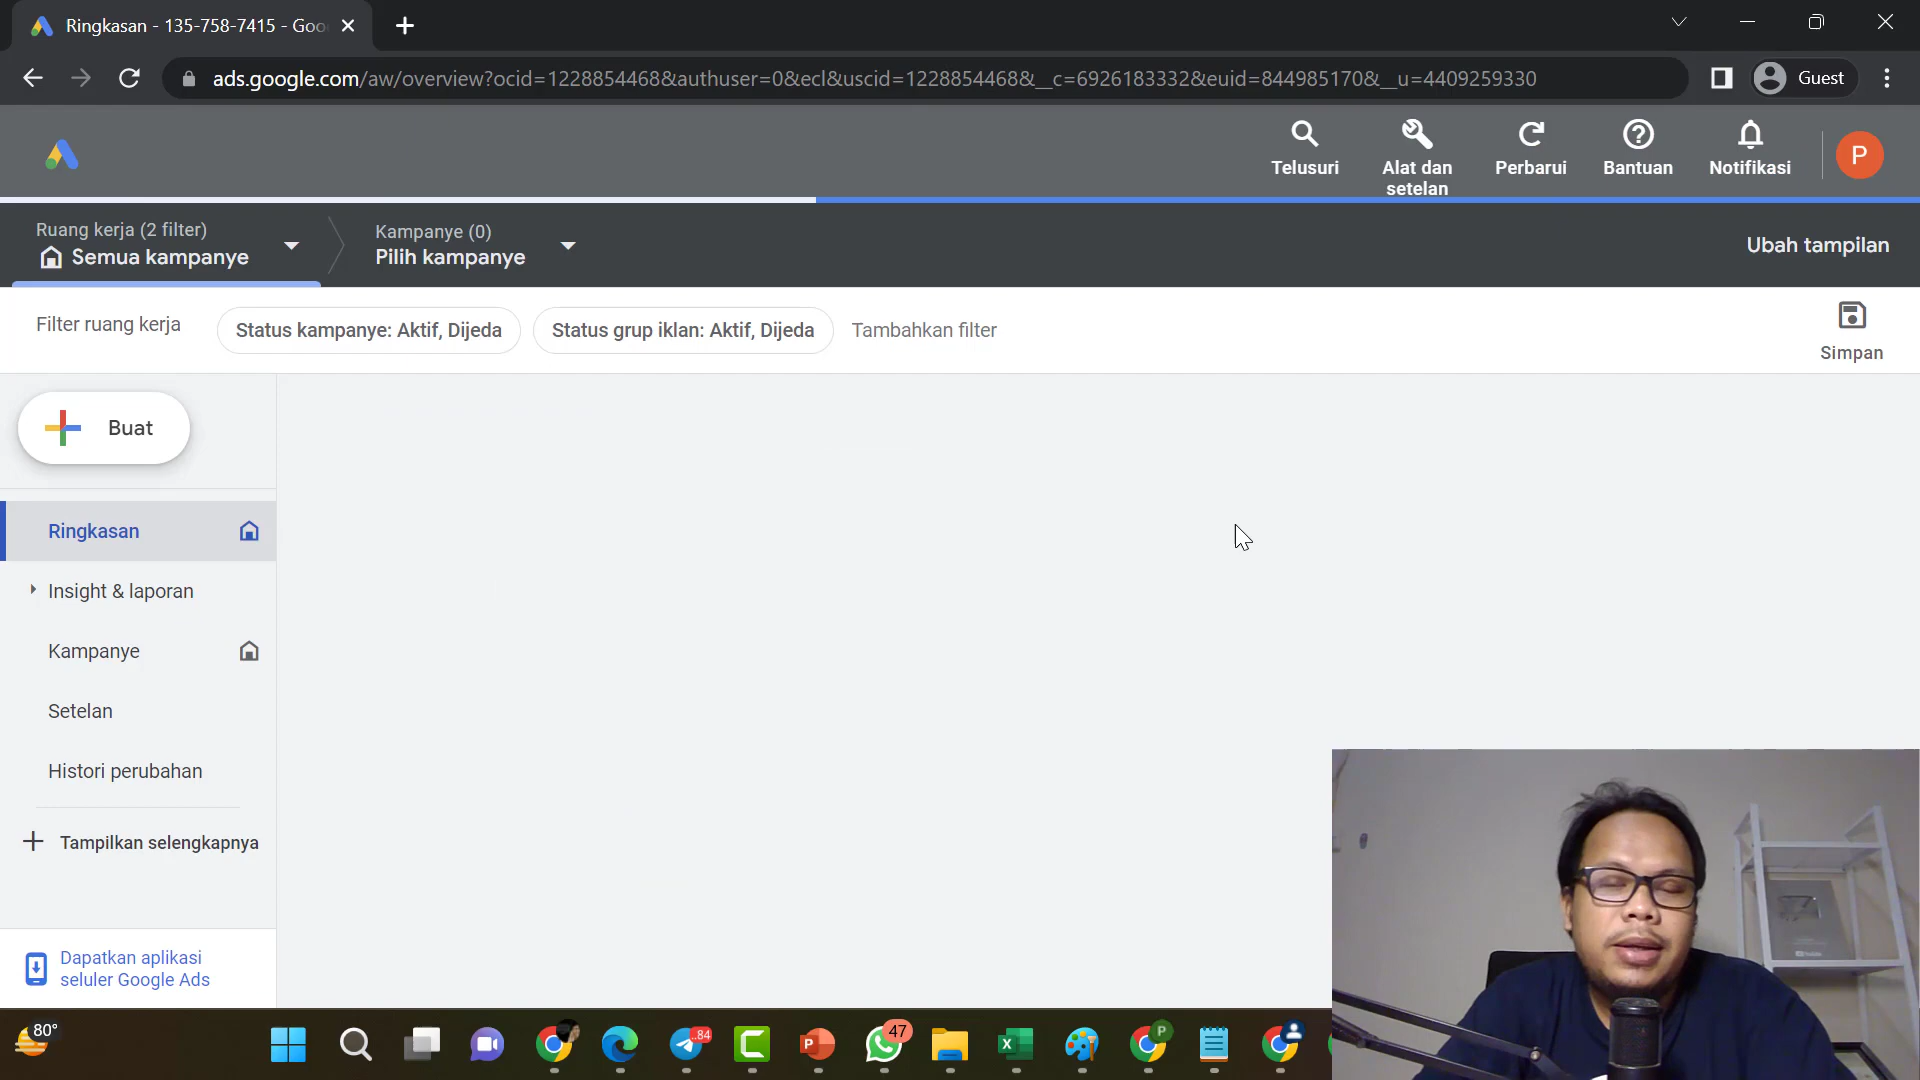 Ringkasan - 135-758-7415 - Goo
ads.google.com/aw/overview?ocid=1228854468&authuser=0&ecl&uscid=1228854468&__c=6926183332&euid=844985170&__u=4409259330
Guest
Telusuri
Alat dan
setelan
Perbarui
Bantuan
Notifikasi
P
Ruang kerja (2 filter)
Semua kampanye
Kampanye (0)
Pilih kampanye
Ubah tampilan
Filter ruang kerja
Status kampanye: Aktif, Dijeda
Status grup iklan: Aktif, Dijeda
Tambahkan filter
Simpan
Buat
Ringkasan
Insight & laporan
Kampanye
Setelan
Histori perubahan
Tampilkan selengkapnya
Dapatkan aplikasi
seluler Google Ads
80°
84
47
P